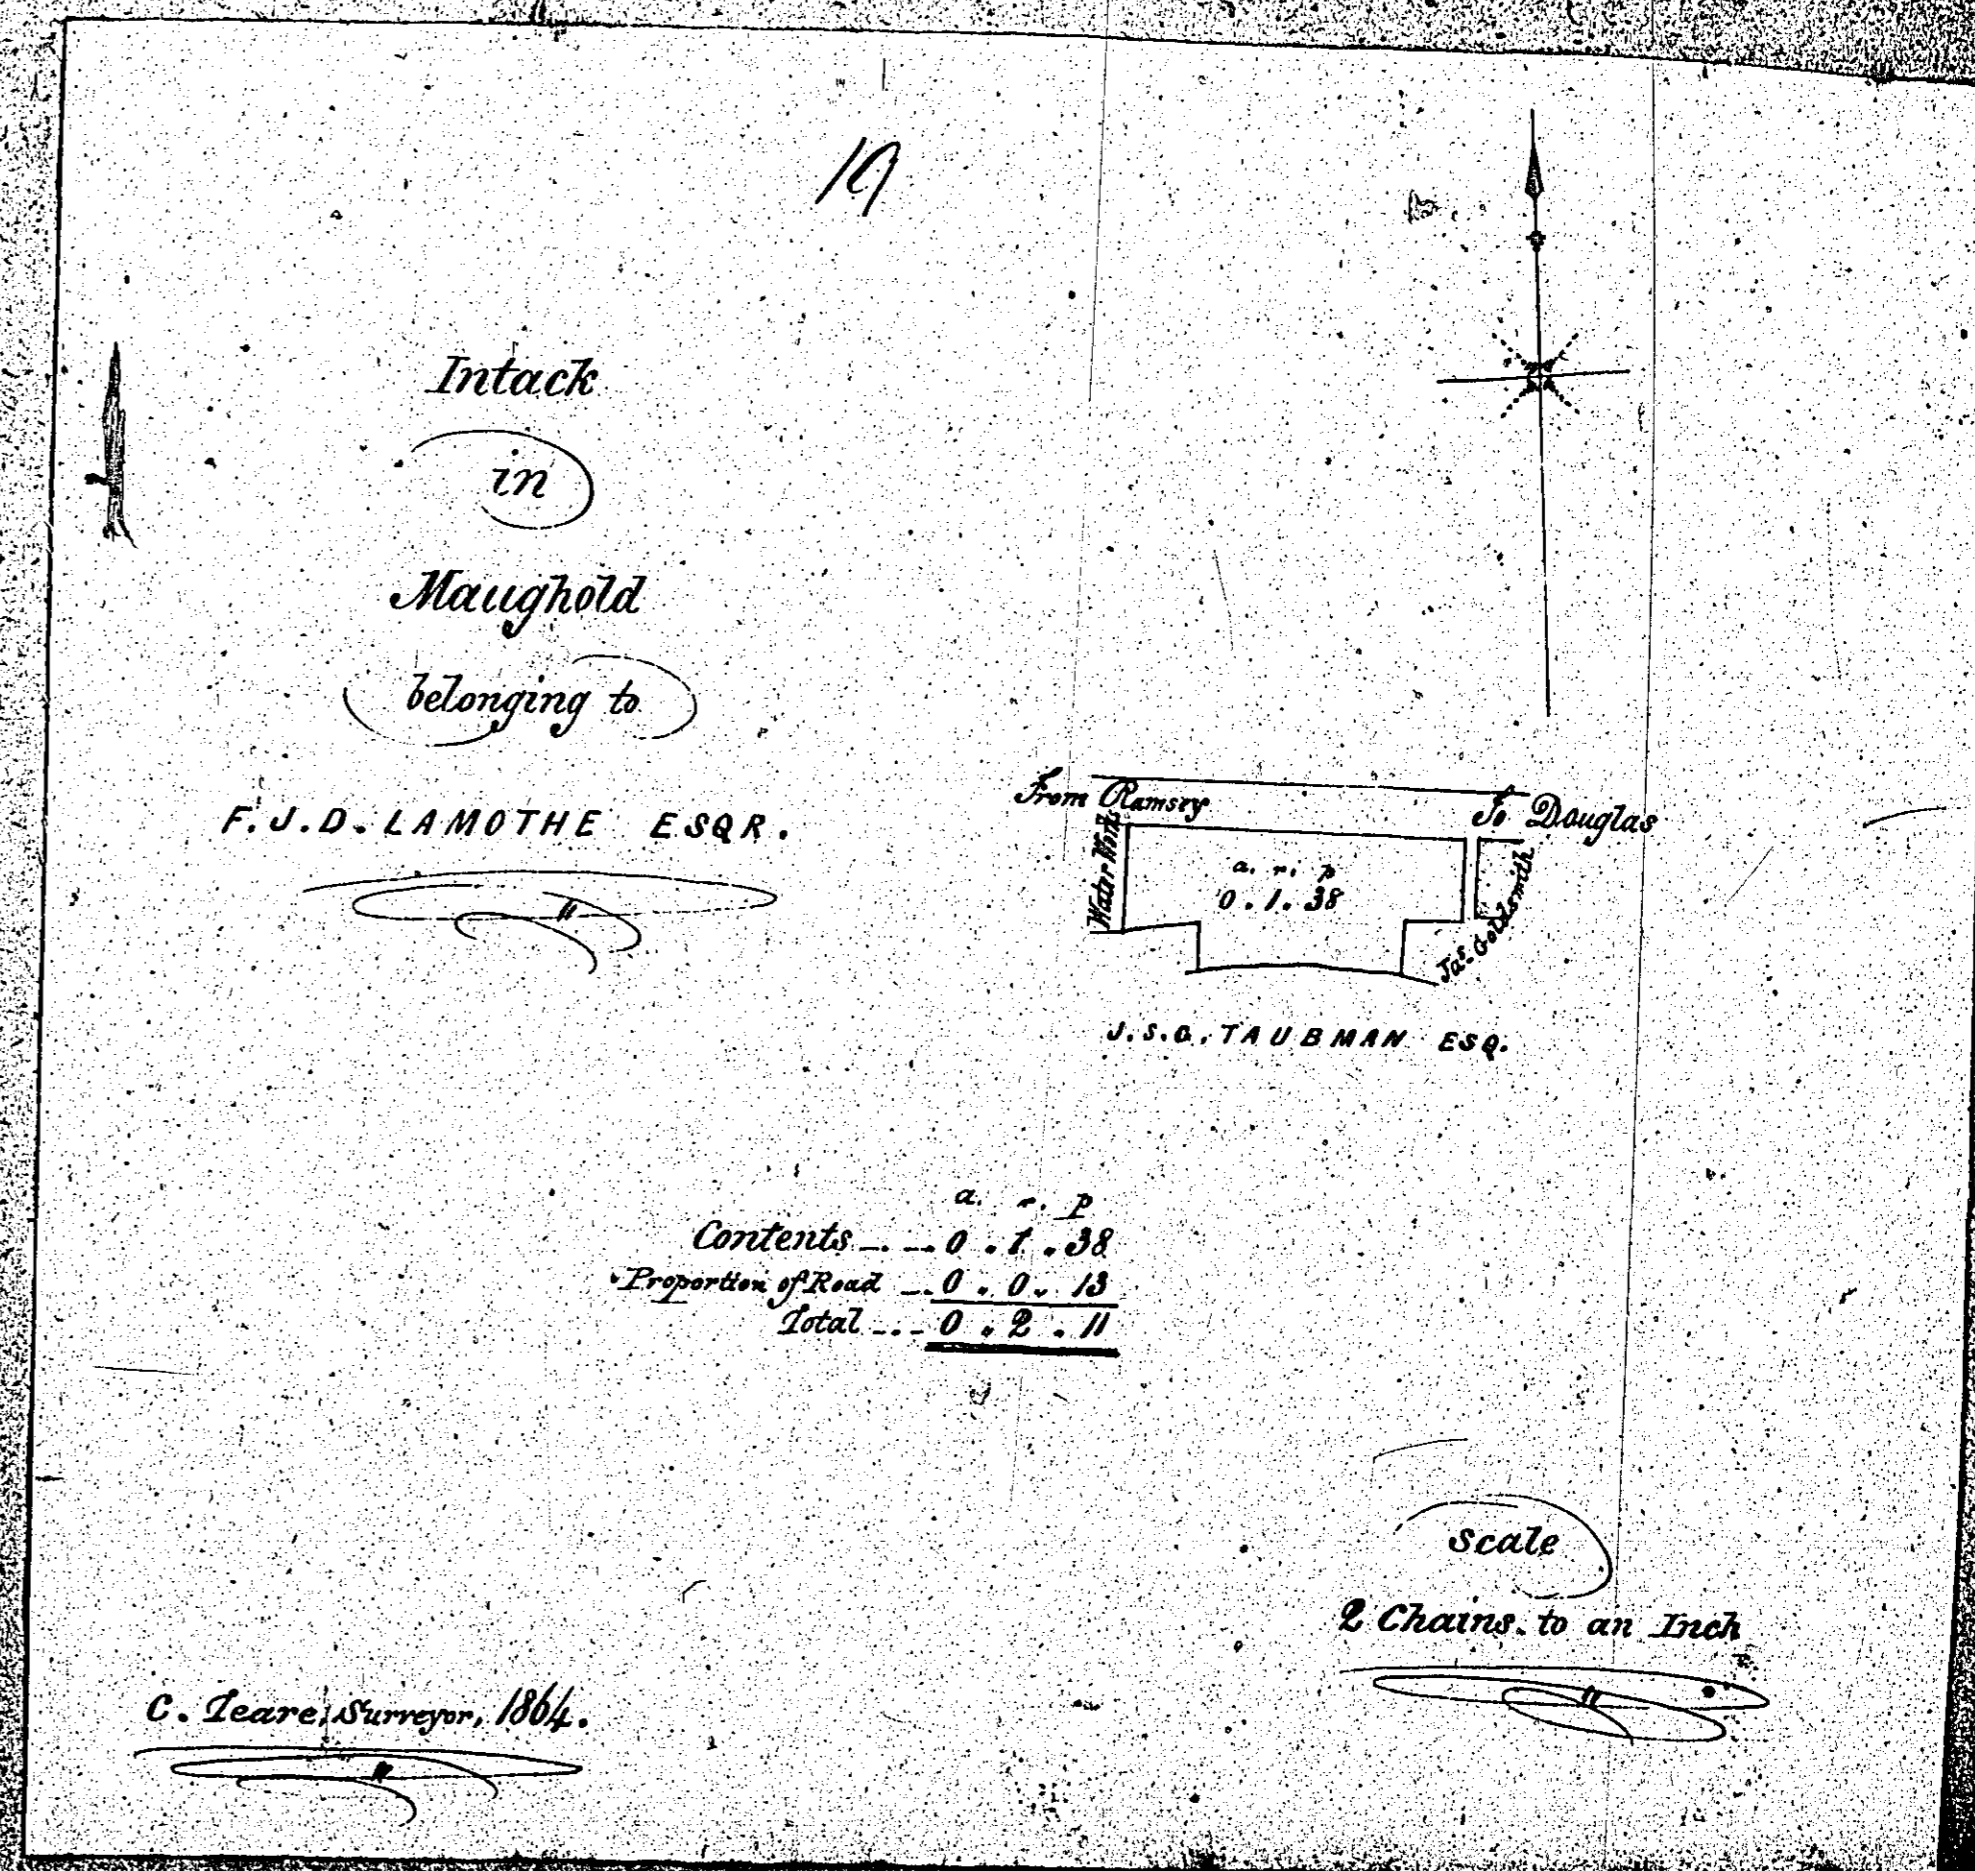 19
Intack
in
Maughold
belonging to
F. J. D. LAMOTHE ESQR.
From Ramsey
To Douglas
Water Works
a. r. p
0. 1. 38
Jas. Goldsmith
J. S. G. TAUBMAN ESQ.
a. r. p
Contents _. _. 0 . 1 . 38
Proportion of Road _. 0 . 0 . 13
Total _. . _ 0 . 2 . 11
Scale
2 Chains. to an Inch
C. Teare, Surveyor, 1864.